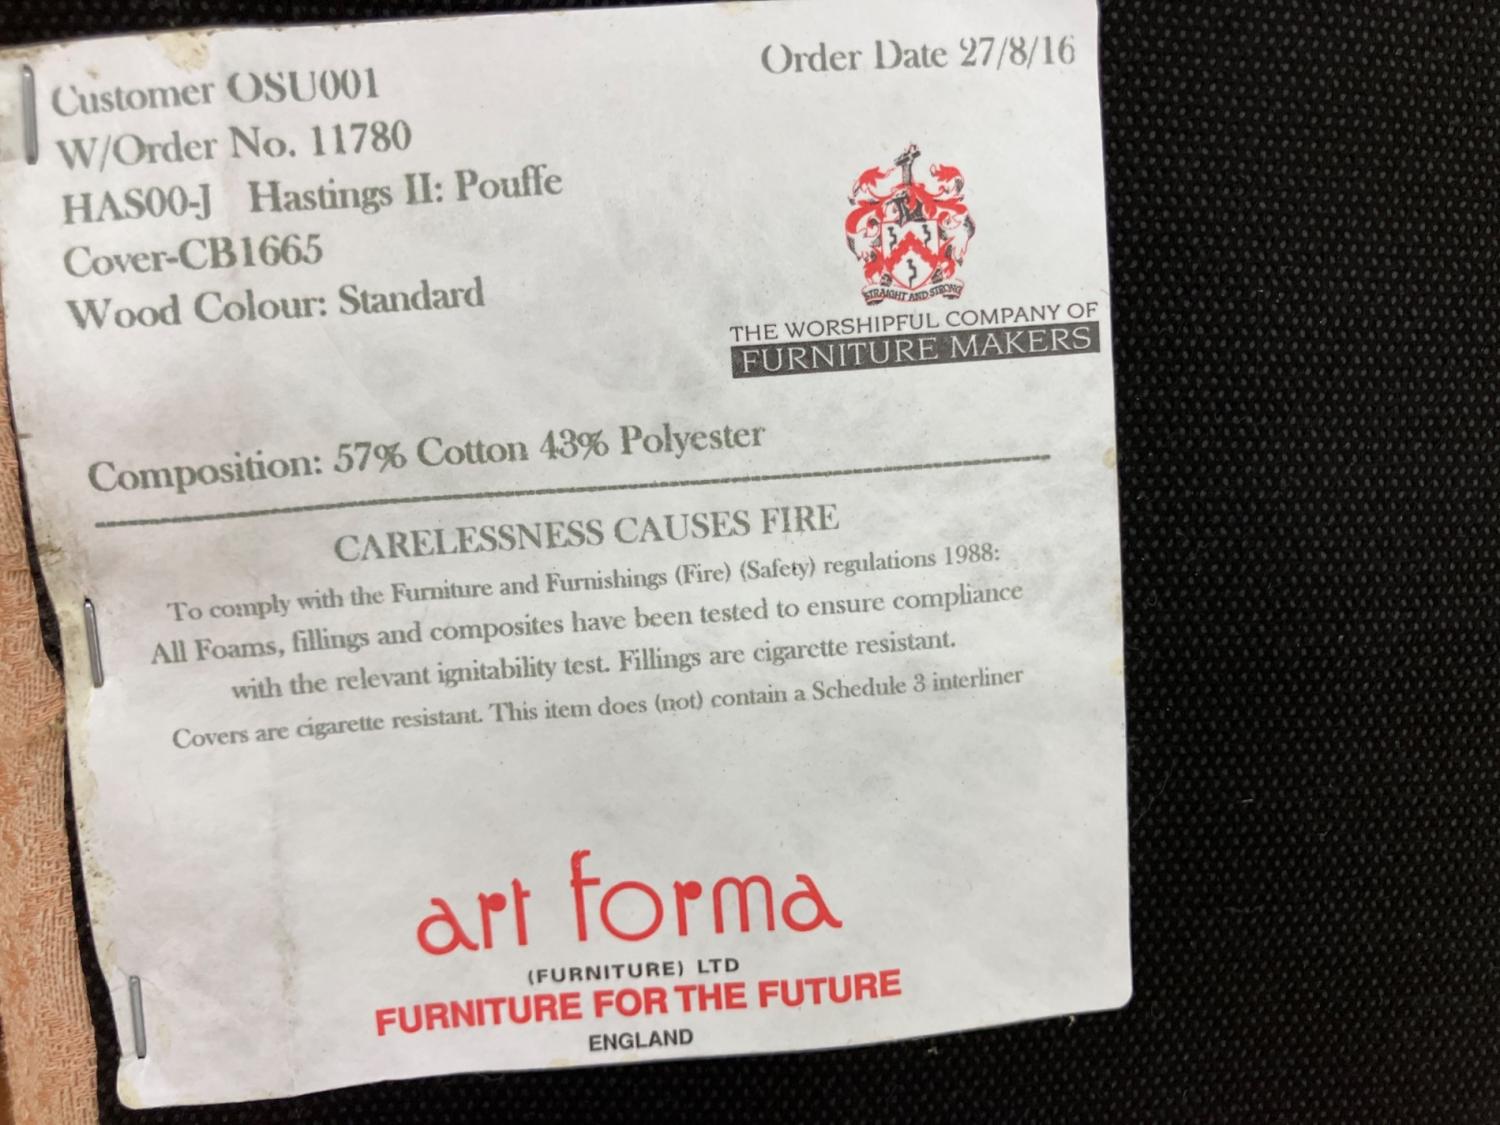 Order Date 27/8/16
Customer OSU001
W/Order No. 11780
HAS00-J Hastings II: Pouffe
Cover-CB1665
Wood Colour: Standard
STRAIGHT AND STRONG
THE WORSHIPFUL COMPANY OF
FURNITURE MAKERS
Composition: 57% Cotton 43% Polyester
CARELESSNESS CAUSES FIRE
To comply with the Furniture and Furnishings (Fire) (Safety) regulations 1988:
All Foams, fillings and composites have been tested to ensure compliance
with the relevant ignitability test. Fillings are cigarette resistant.
Covers are cigarette resistant. This item does (not) contain a Schedule 3 interliner
art forma
(FURNITURE) LTD
FURNITURE FOR THE FUTURE
ENGLAND